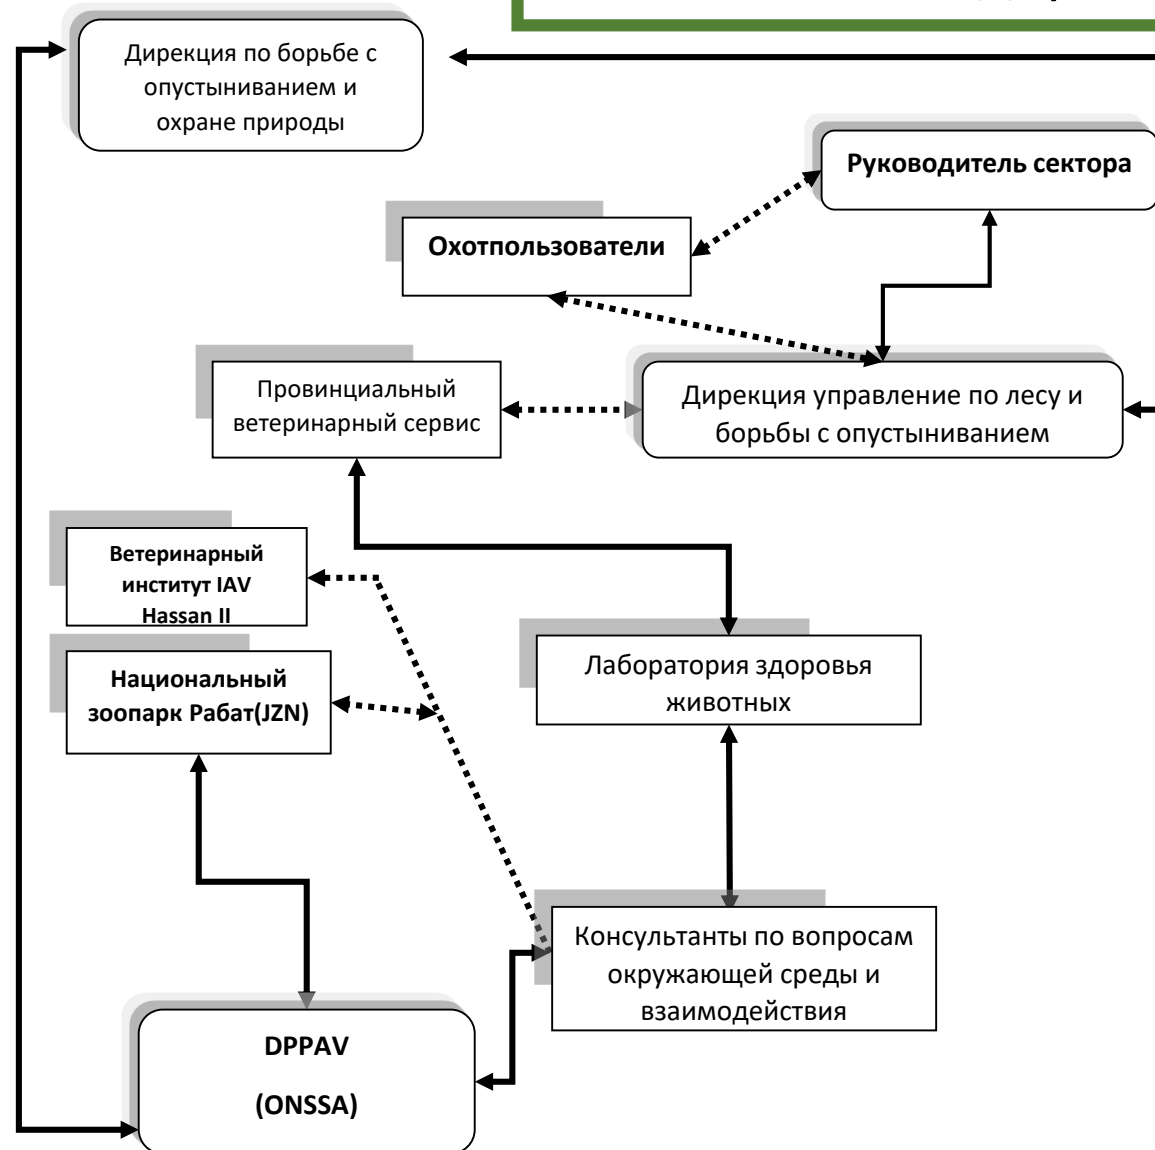 Дирекция по борьбе с
опустыниванием и
охране природы
Руководитель сектора
Охотпользователи
Провинциальный
ветеринарный сервис
Дирекция управление по лесу и
борьбы с опустыниванием
Ветеринарный
институт IAV
Hassan II
Национальный
зоопарк Рабат(JZN)
Лаборатория здоровья
животных
Консультанты по вопросам
окружающей среды и
взаимодействия
DPPAV
(ONSSA)